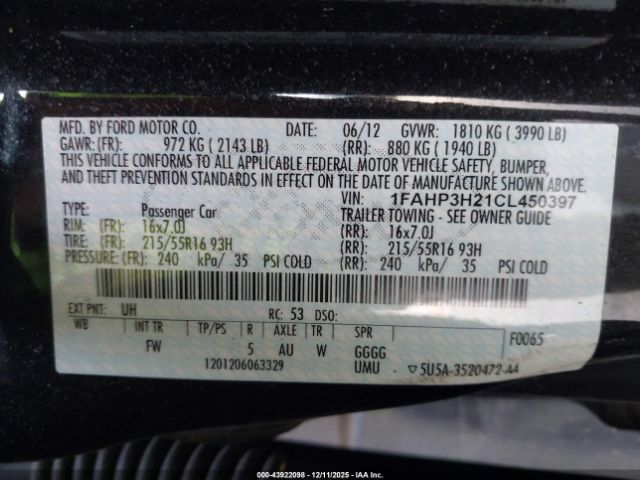 MFD. BY FORD MOTOR CO. DATE: 06/12 GVWR: 1810 KG ( 3990 LB)
GAWR:(FR): 972 KG ( 2143 LB) (RR): 880 KG ( 1940 LB)
THIS VEHICLE CONFORMS TO ALL APPLICABLE FEDERAL MOTOR VEHICLE SAFETY, BUMPER,
AND THEFT PREVENTION STANDARDS IN EFFECT ON THE DATE OF MANUFACTURE SHOWN ABOVE.
VIN: 1FAHP3H21CL450397
TYPE: Passenger Car TRAILER TOWING - SEE OWNER GUIDE
RIM: (FR): 16x7.0J (RR): 16x7.0J
TIRE: (FR): 215/55R16 93H (RR): 215/55R16 93H
PRESSURE: (FR): 240 kPa/ 35 PSI COLD (RR): 240 kPa/ 35 PSI COLD
EXT PNT: UH RC: 53 DSO:
WB INT TR TP/PS R AXLE TR SPR F0065
FW 5 AU W GGGG
1201206063329 UMU ▽5U5A-3520472-AA
000-43922098 - 12/11/2025 - IAAI.com